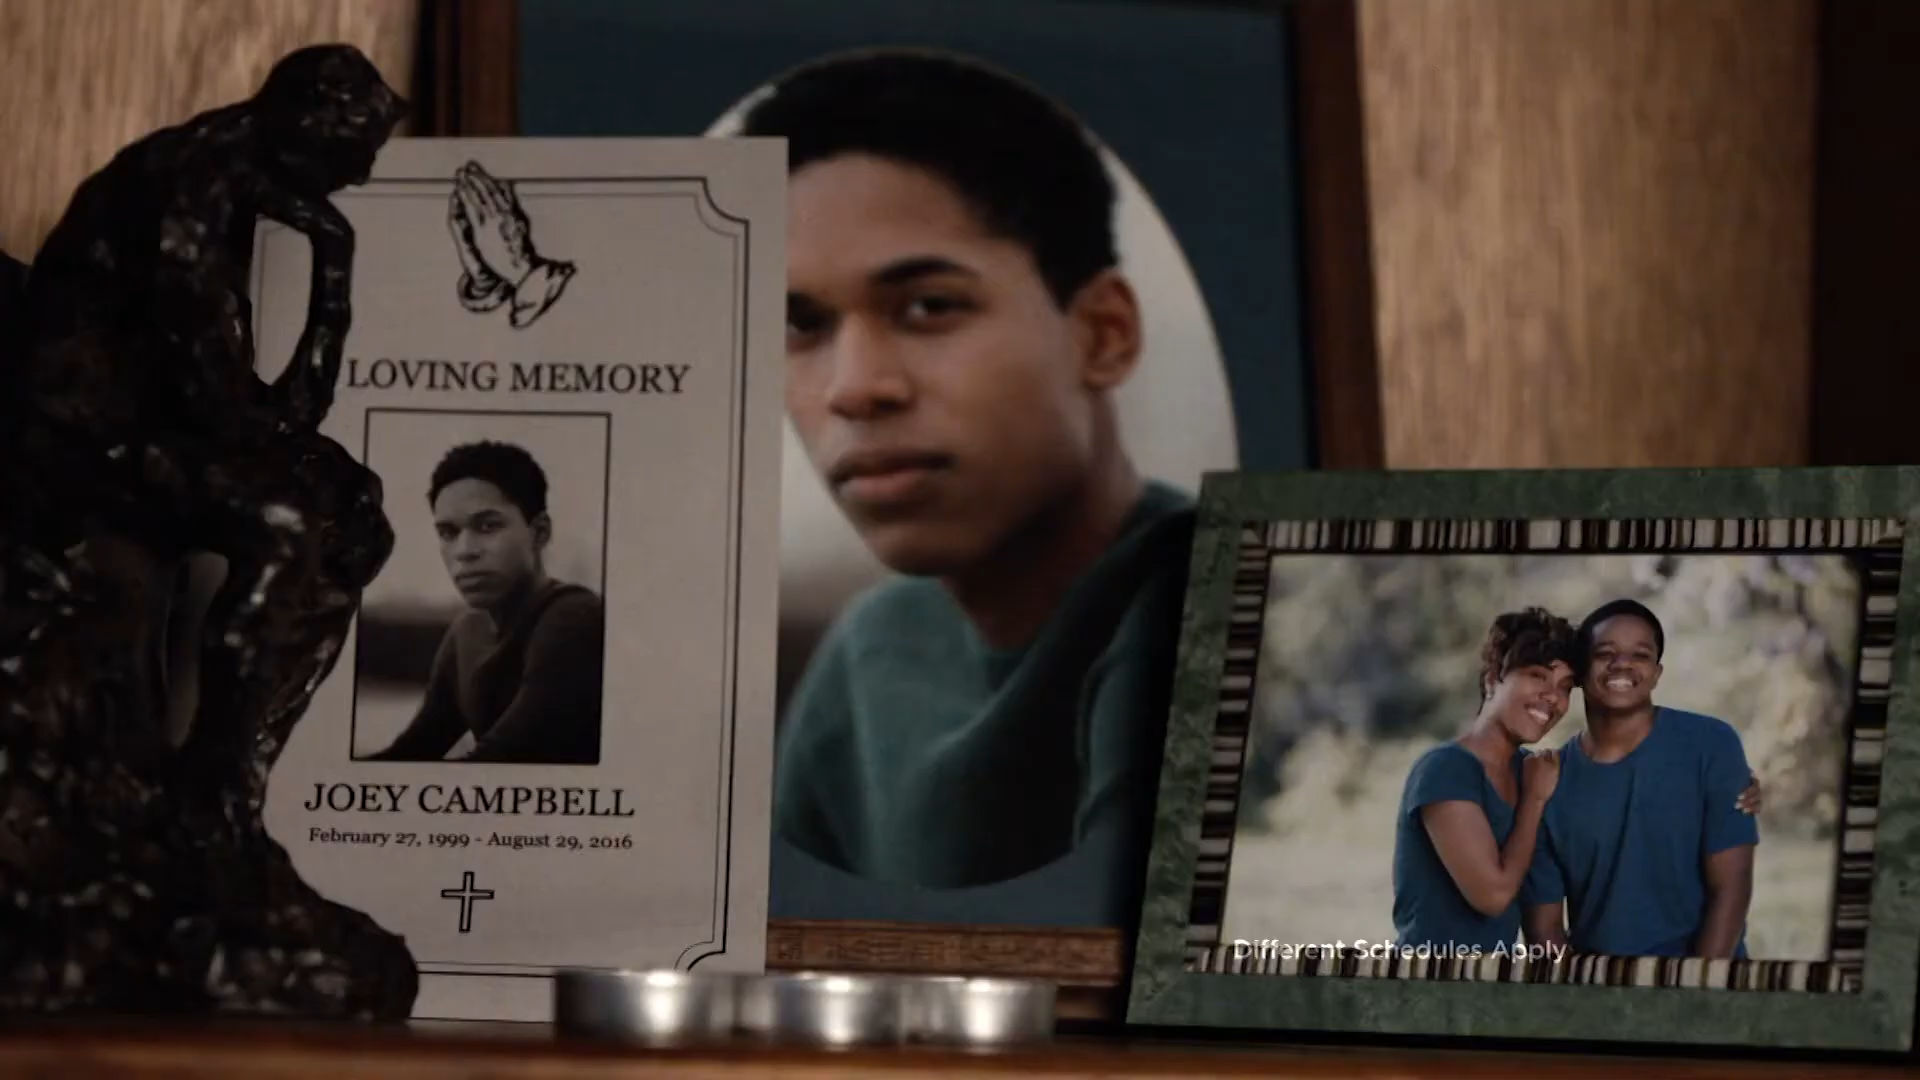 LOVING MEMORY
JOEY CAMPBELL
February 27, 1999 - August 29, 2016
Different Schedules Apply